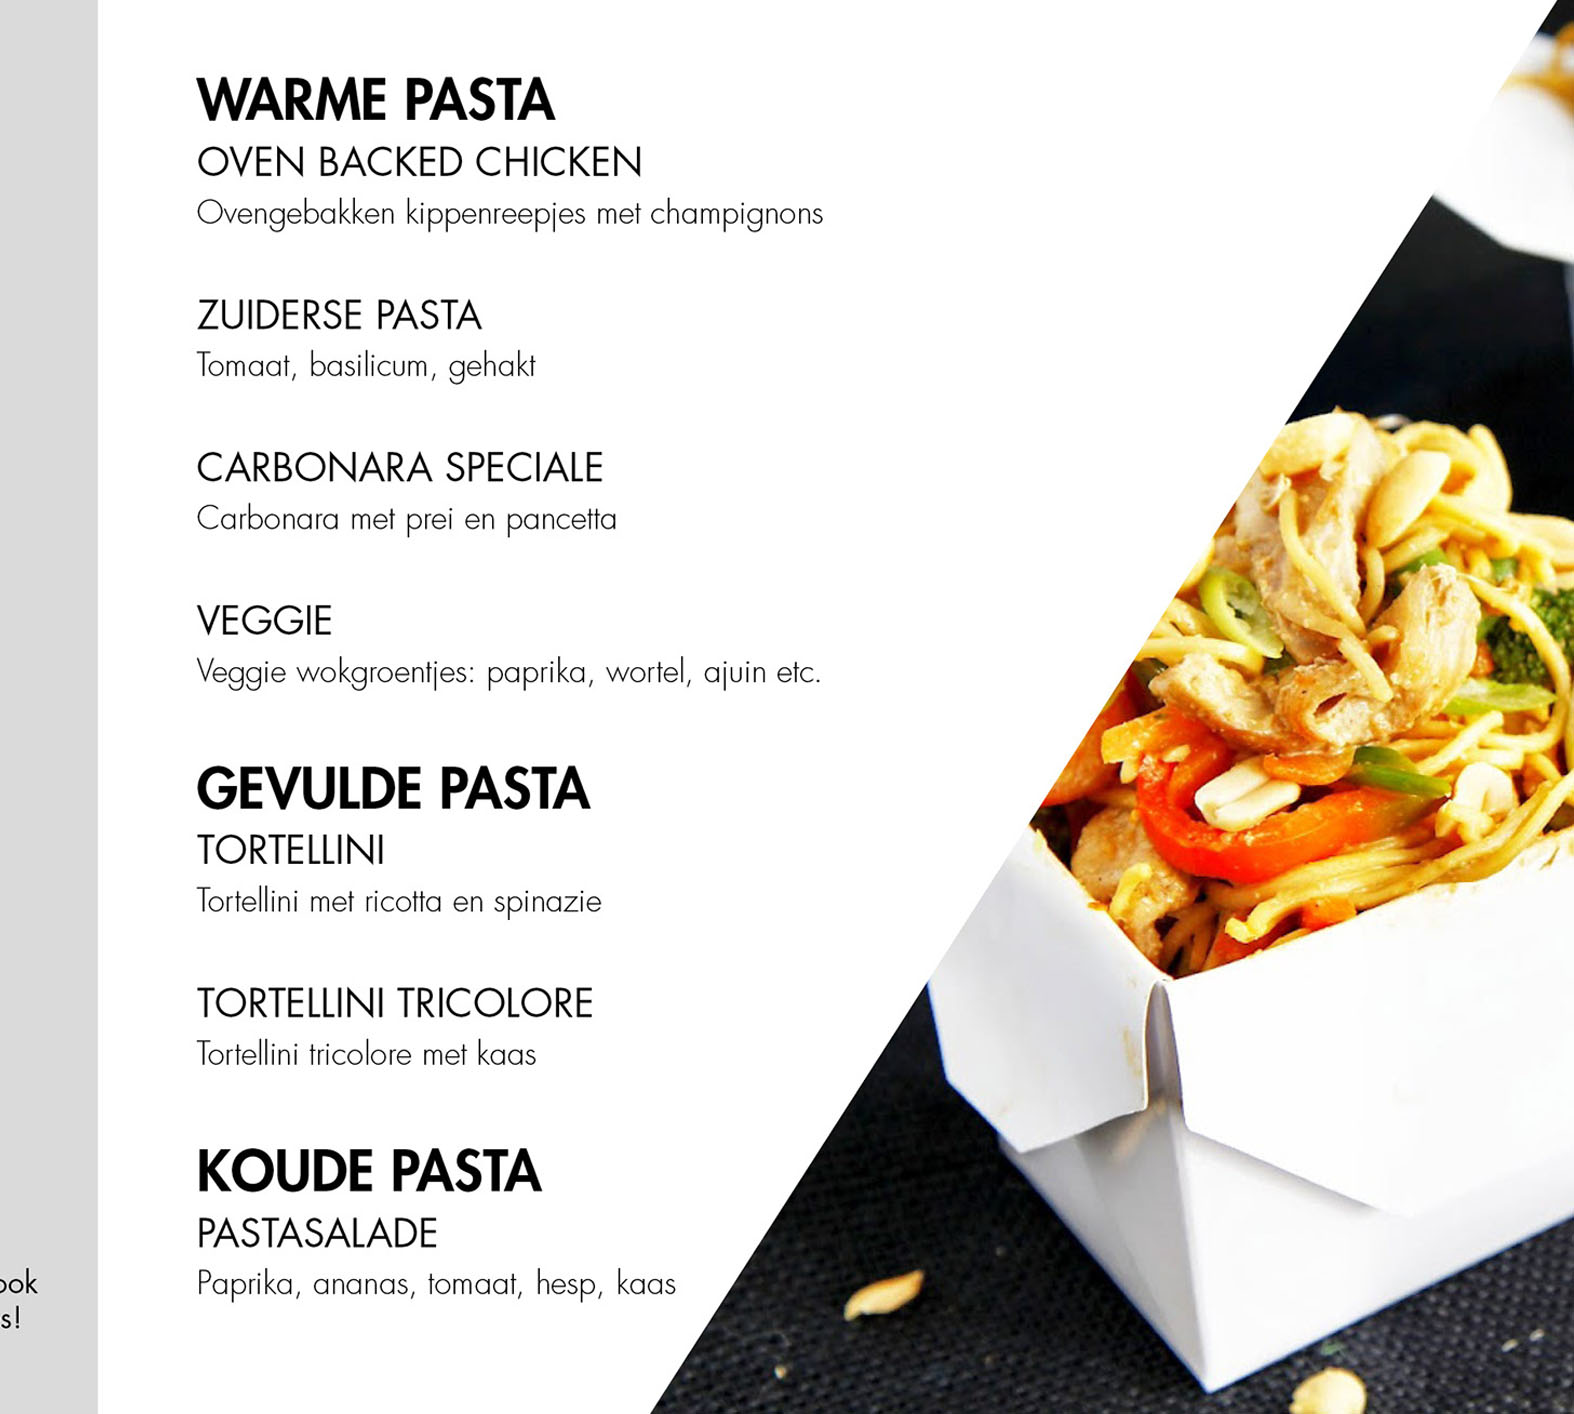 WARME PASTA
OVEN BACKED CHICKEN
Ovengebakken kippenreepjes met champignons
ZUIDERSE PASTA
Tomaat, basilicum, gehakt
CARBONARA SPECIALE
Carbonara met prei en pancetta
VEGGIE
Veggie wokgroentjes: paprika, wortel, ajuin etc.
GEVULDE PASTA
TORTELLINI
Tortellini met ricotta en spinazie
TORTELLINI TRICOLORE
Tortellini tricolore met kaas
KOUDE PASTA
PASTASALADE
Paprika, ananas, tomaat, hesp, kaas